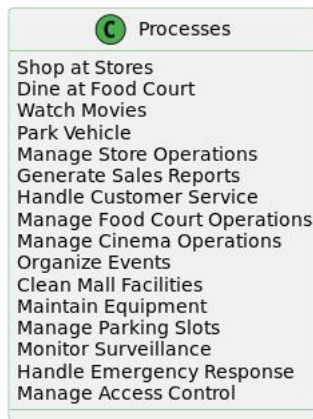 C Processes
Shop at Stores
Dine at Food Court
Watch Movies
Park Vehicle
Manage Store Operations
Generate Sales Reports
Handle Customer Service
Manage Food Court Operations
Manage Cinema Operations
Organize Events
Clean Mall Facilities
Maintain Equipment
Manage Parking Slots
Monitor Surveillance
Handle Emergency Response
Manage Access Control